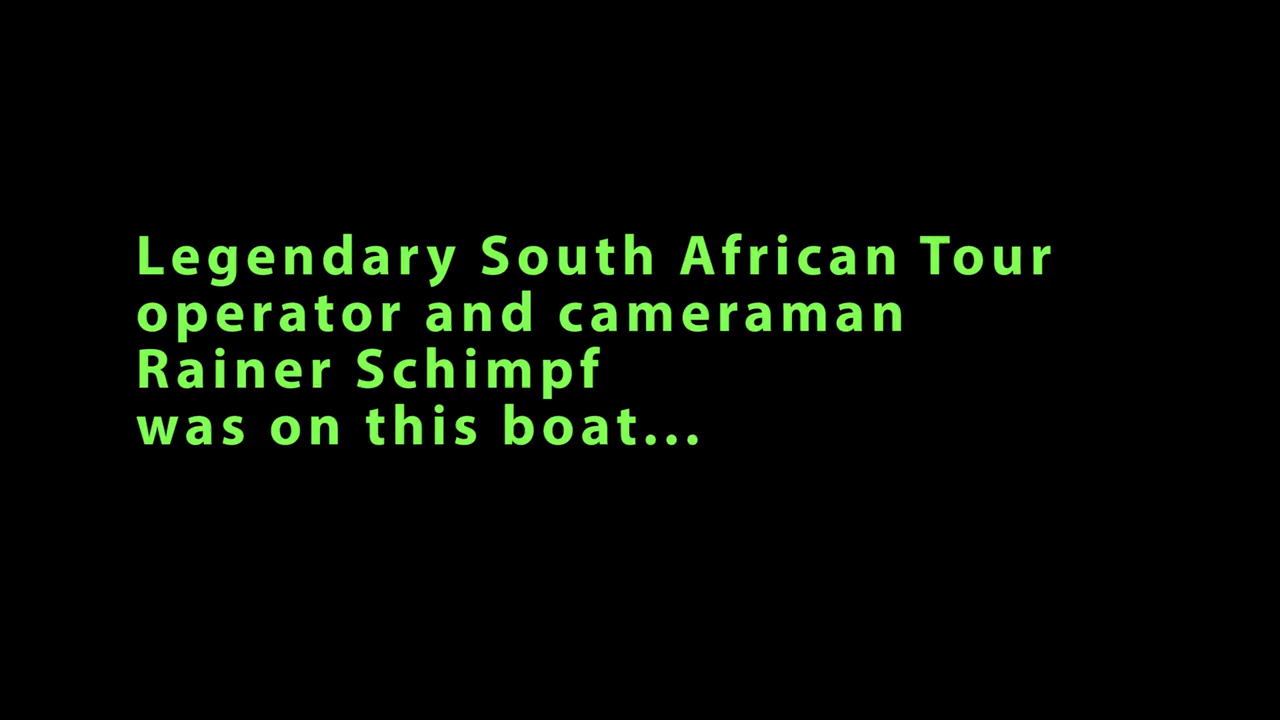 Legendary South African Tour
operator and cameraman
Rainer Schimpf
was on this boat...